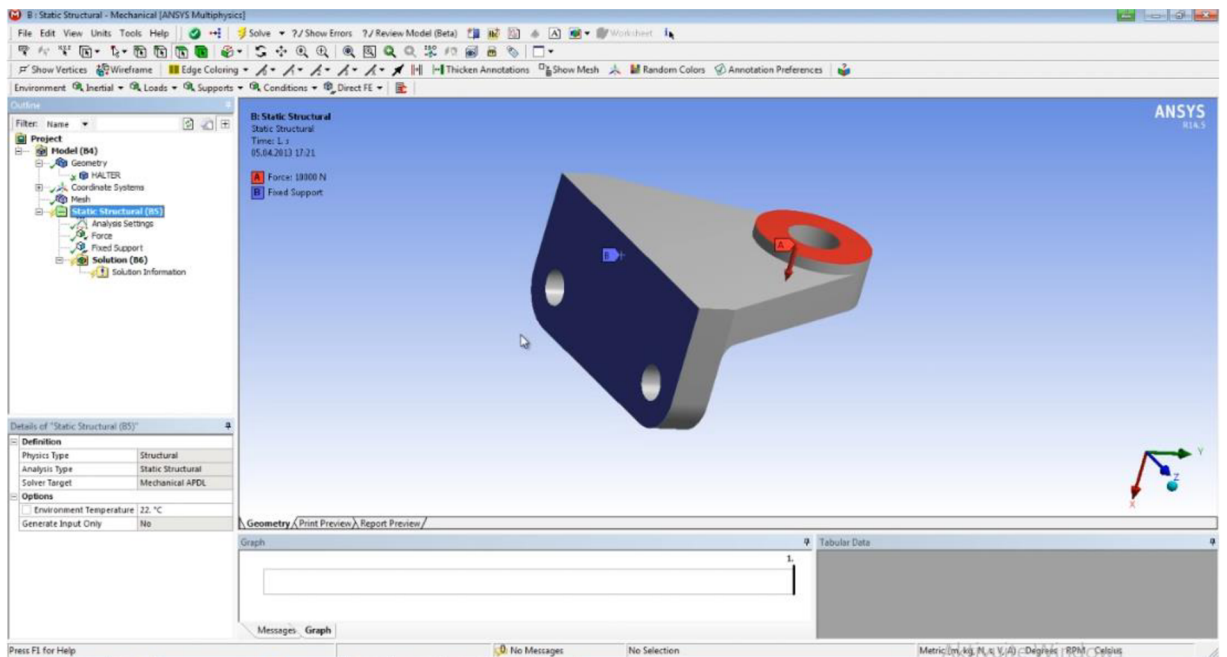 B : Static Structural - Mechanical [ANSYS Multiphysics]
File Edit View Units Tools Help Solve ?/ Show Errors ?/ Review Model (Beta) A Worksheet
Show Vertices Wireframe Edge Coloring Thicken Annotations Show Mesh Random Colors Annotation Preferences
Environment Inertial Loads Supports Conditions Direct FE
Outline
Filter: Name
Project
Model (B4)
Geometry
HALTER
Coordinate Systems
Mesh
Static Structural (B5)
Analysis Settings
Force
Fixed Support
Solution (B6)
Solution Information
Details of "Static Structural (B5)"
Definition
Physics Type Structural
Analysis Type Static Structural
Solver Target Mechanical APDL
Options
Environment Temperature 22. °C
Generate Input Only No
B: Static Structural
Static Structural
Time: 1. s
05.04.2013 17:21
A Force: 10000 N
B Fixed Support
ANSYS
R14.5
B
A
Y
Z
X
Geometry Print Preview Report Preview
Graph
1.
Messages Graph
Tabular Data
Press F1 for Help
0 No Messages
No Selection
Metric (m, kg, N, s, V, A) Degrees RPM Celsius